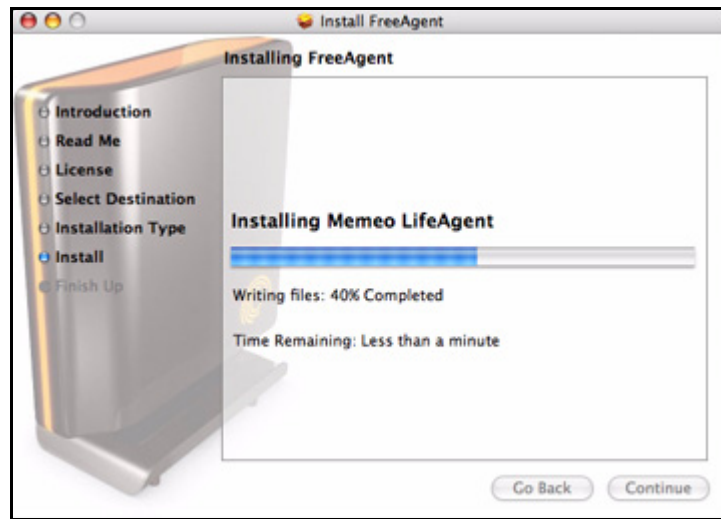 Install FreeAgent
Installing FreeAgent
Introduction
Read Me
License
Select Destination
Installation Type
Install
Finish Up
Installing Memeo LifeAgent
Writing files: 40% Completed
Time Remaining: Less than a minute
Go Back
Continue